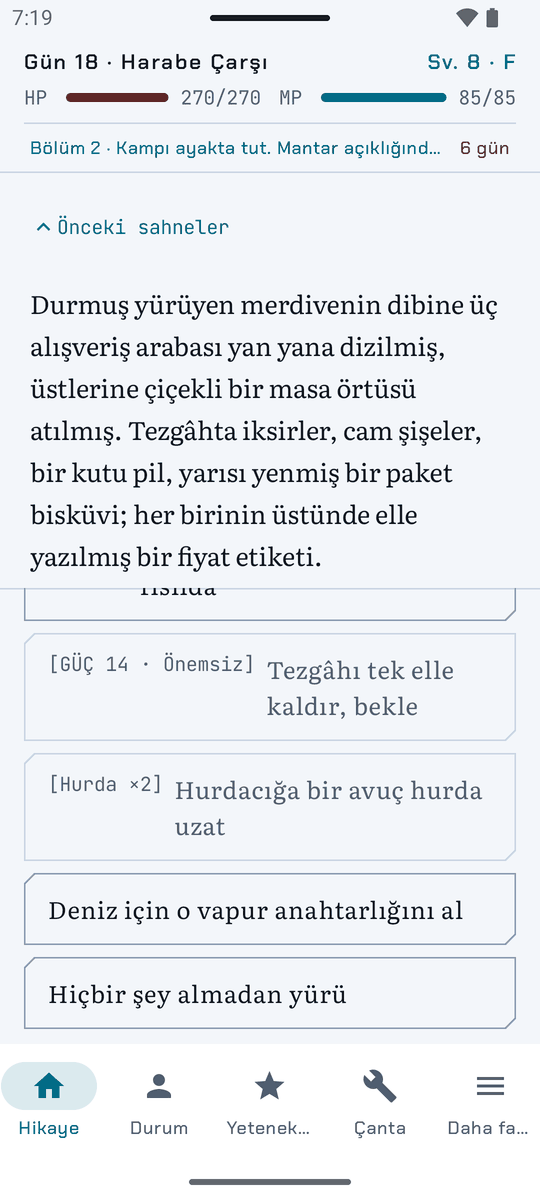 7:19
Gün 18 · Harabe Çarşı
Sv. 8 · F
HP 270/270 MP 85/85
Bölüm 2 · Kampı ayakta tut. Mantar açıklığınd… 6 gün
Önceki sahneler
Durmuş yürüyen merdivenin dibine üç
alışveriş arabası yan yana dizilmiş,
üstlerine çiçekli bir masa örtüsü
atılmış. Tezgâhta iksirler, cam şişeler,
bir kutu pil, yarısı yenmiş bir paket
bisküvi; her birinin üstünde elle
yazılmış bir fiyat etiketi.
[GÜÇ 14 · Önemsiz] Tezgâhı tek elle
kaldır, bekle
[Hurda ×2] Hurdacığa bir avuç hurda
uzat
Deniz için o vapur anahtarlığını al
Hiçbir şey almadan yürü
Hikaye
Durum
Yetenek…
Çanta
Daha fa…